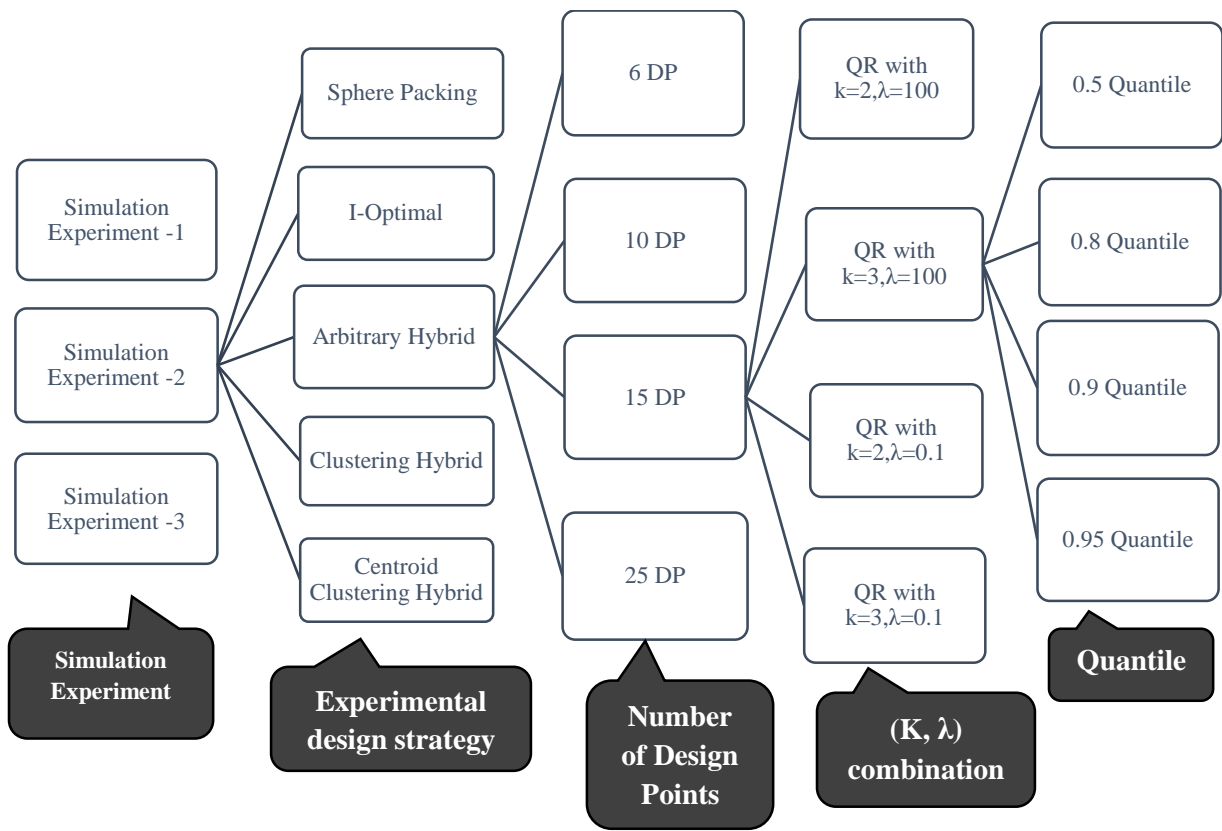 Simulation
Experiment -1
Simulation
Experiment -2
Simulation
Experiment -3
Simulation
Experiment
Sphere Packing
I-Optimal
Arbitrary Hybrid
Clustering Hybrid
Centroid
Clustering Hybrid
Experimental
design strategy
6 DP
10 DP
15 DP
25 DP
Number
of Design
Points
QR with
k=2,λ=100
QR with
k=3,λ=100
QR with
k=2,λ=0.1
QR with
k=3,λ=0.1
(K, λ)
combination
0.5 Quantile
0.8 Quantile
0.9 Quantile
0.95 Quantile
Quantile